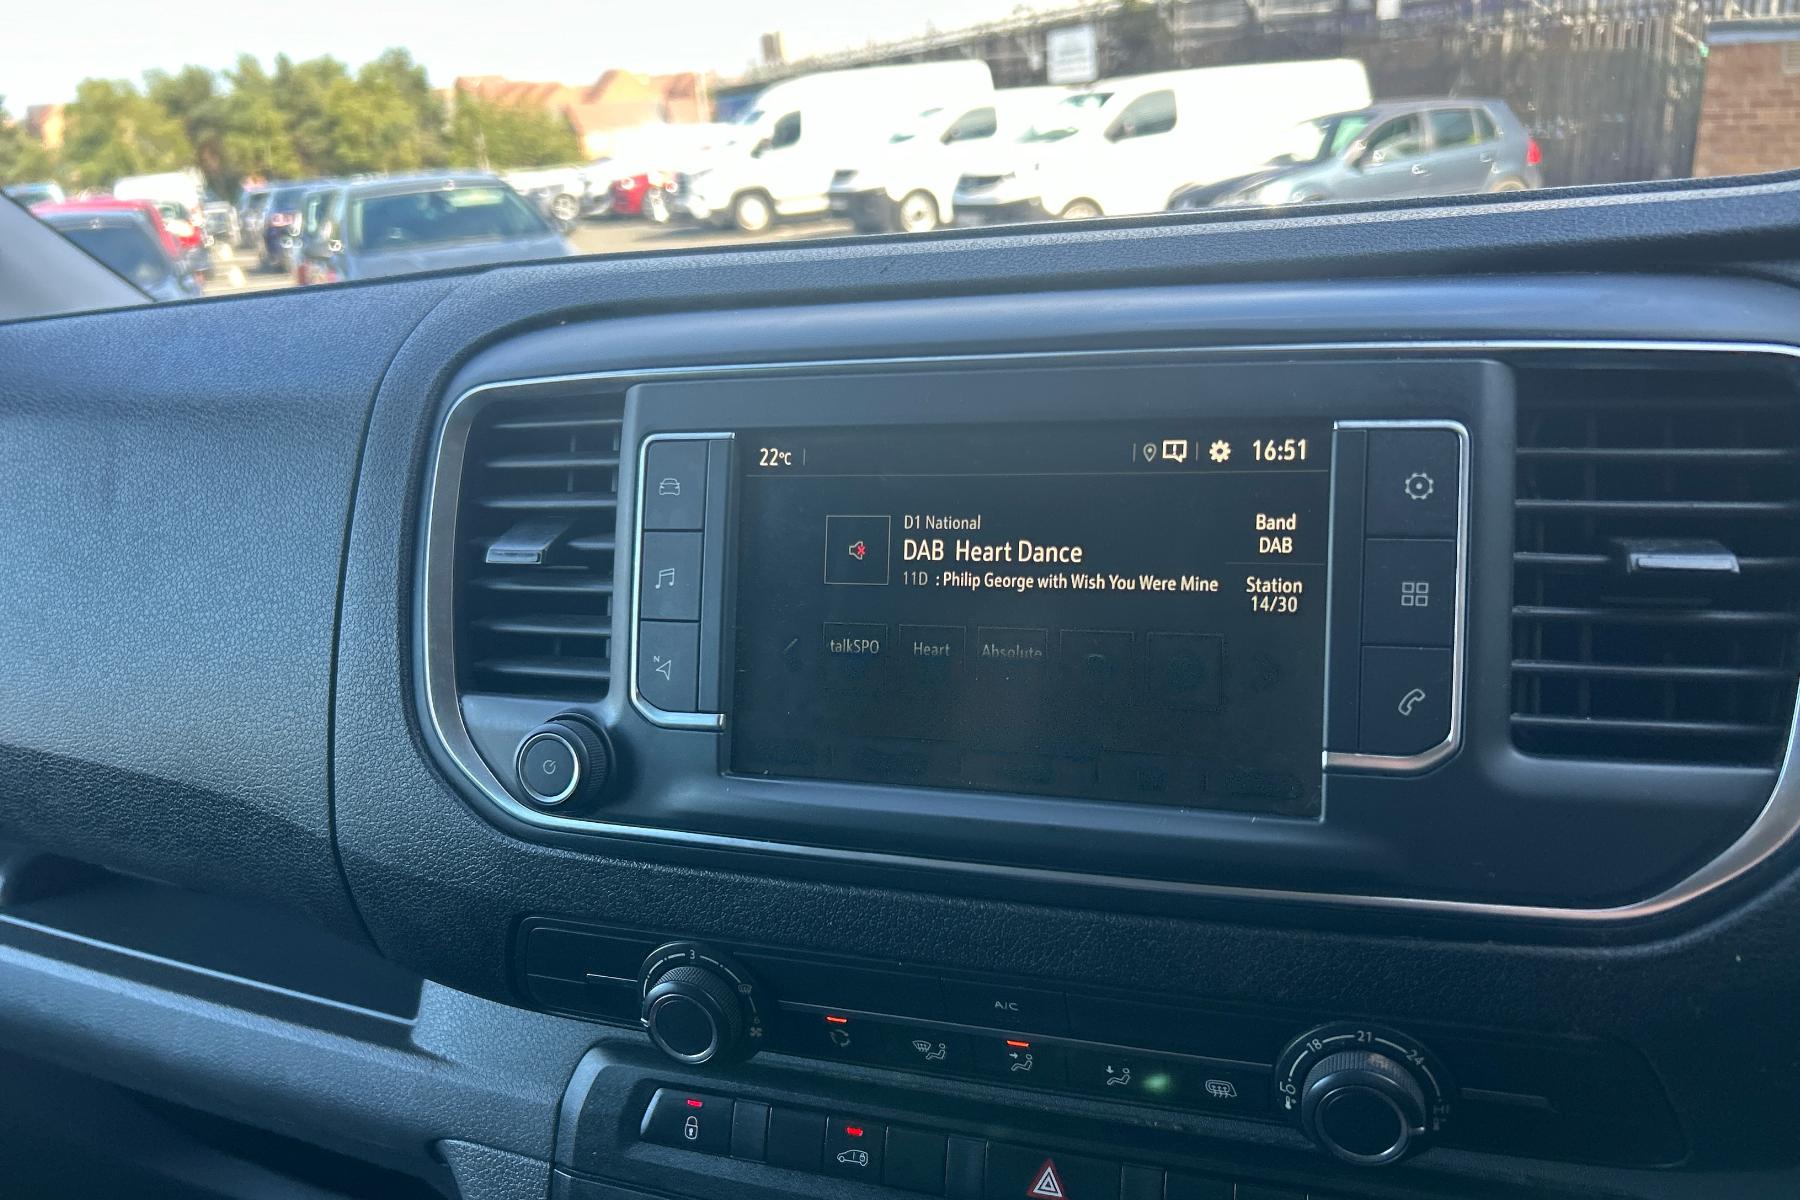 22°C
16:51
D1 National
DAB Heart Dance
11D : Philip George with Wish You Were Mine
Band
DAB
Station
14/30
talkSPO
Heart
Absolute
N
3
A/C
18
21
24